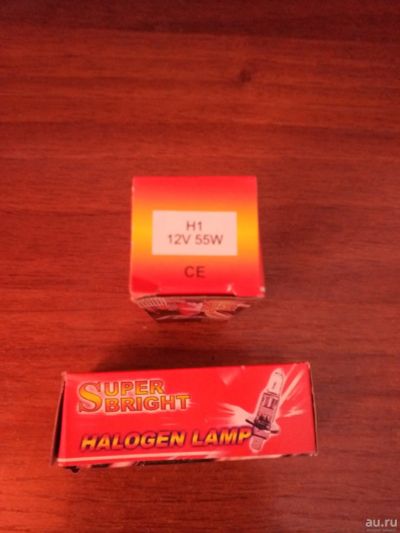 H1
12V 55W
CE
SUPER
BRIGHT
HALOGEN LAMP
au.ru